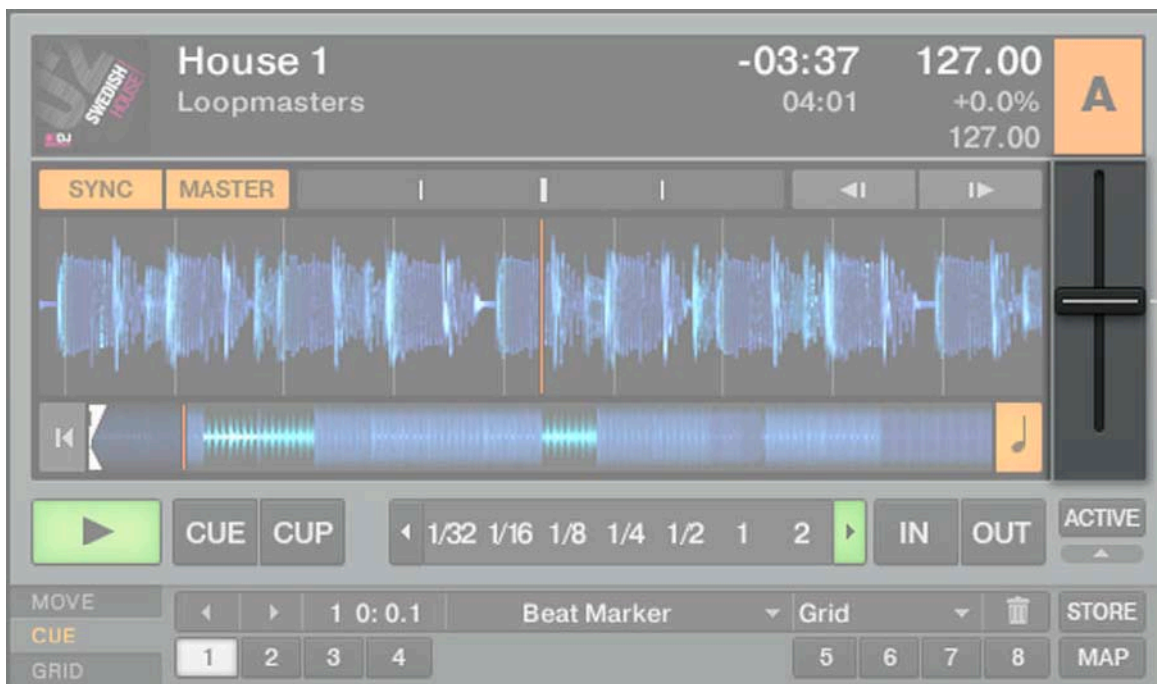 SWEDISH
HOUSE
DJ
House 1
Loopmasters
-03:37
04:01
127.00
+0.0%
127.00
A
SYNC
MASTER
CUE
CUP
1/32 1/16 1/8 1/4 1/2 1 2
IN
OUT
ACTIVE
MOVE
CUE
GRID
1 0: 0.1
Beat Marker
Grid
STORE
1 2 3 4
5 6 7 8
MAP